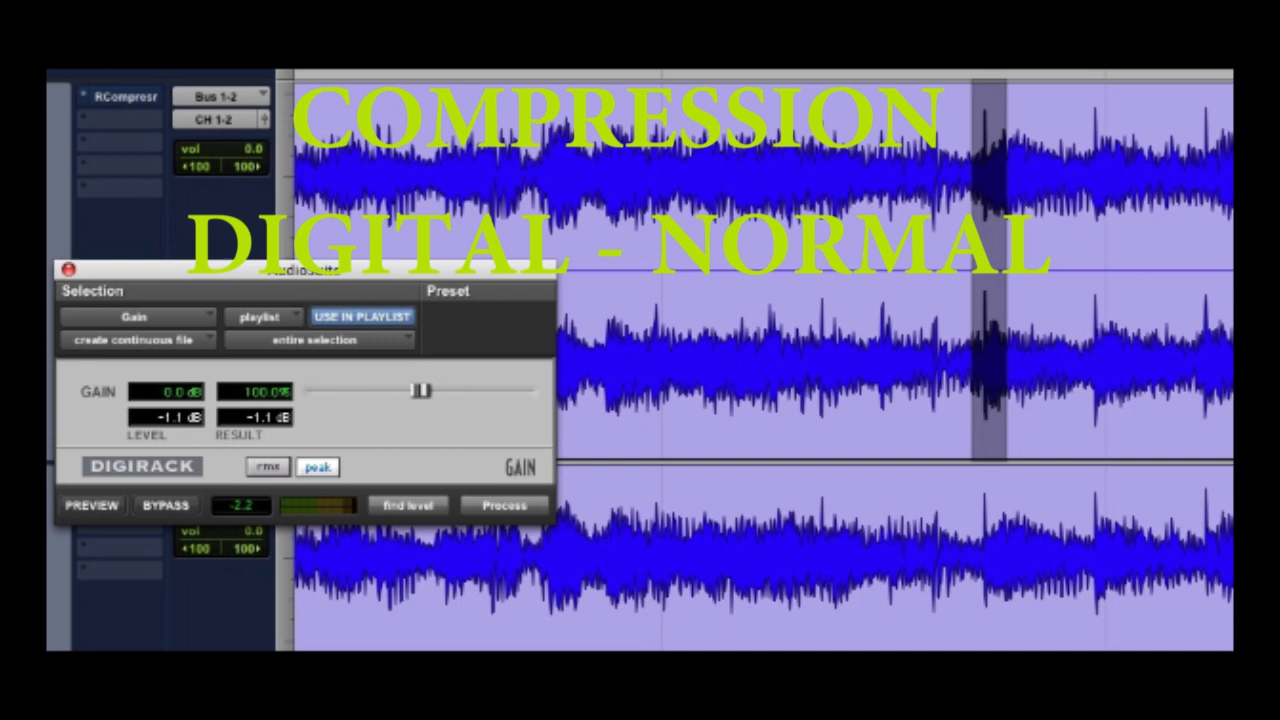 COMPRESSION
DIGITAL - NORMAL
RCompresr
Bus 1-2
CH 1-2
vol 0.0
100 100
Selection
Preset
Gain
playlist
USE IN PLAYLIST
create continuous file
entire selection
GAIN
0.0 dB
100.0%
-1.1 dB
-1.1 dB
LEVEL
RESULT
DIGIRACK
rms
peak
GAIN
PREVIEW
BYPASS
-2.2
find level
Process
vol 0.0
100 100